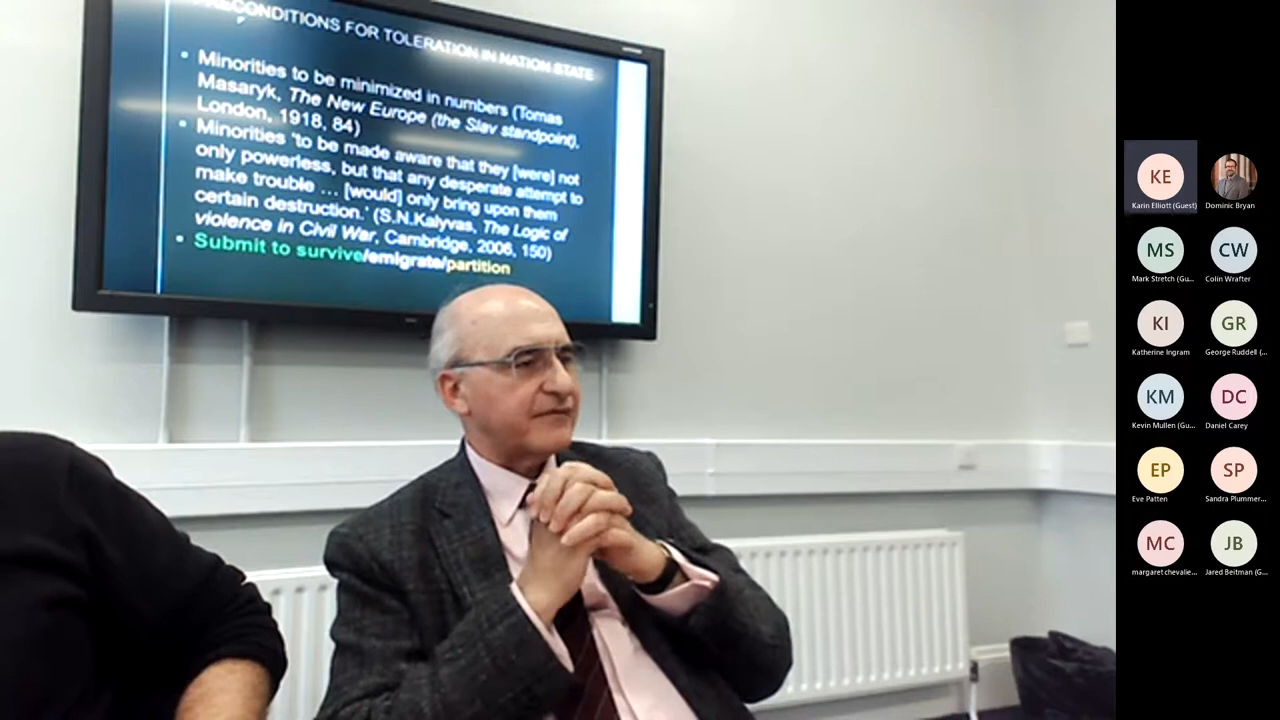 PRECONDITIONS FOR TOLERATION IN NATION STATE
• Minorities to be minimized in numbers (Tomas
Masaryk, The New Europe (the Slav standpoint),
London, 1918, 84)
• Minorities 'to be made aware that they [were] not
only powerless, but that any desperate attempt to
make trouble ... [would] only bring upon them
certain destruction.' (S.N.Kalyvas, The Logic of
violence in Civil War, Cambridge, 2006, 150)
• Submit to survive/emigrate/partition
KE
Karin Elliott (Guest)
Dominic Bryan
MS
Mark Stretch (Gu...
CW
Colin Wrafter
KI
Katherine Ingram
GR
George Ruddell (...
KM
Kevin Mullen (Gu...
DC
Daniel Carey
EP
Eve Patten
SP
Sandra Plummer...
MC
margaret chevalie...
JB
Jared Beitman (G...